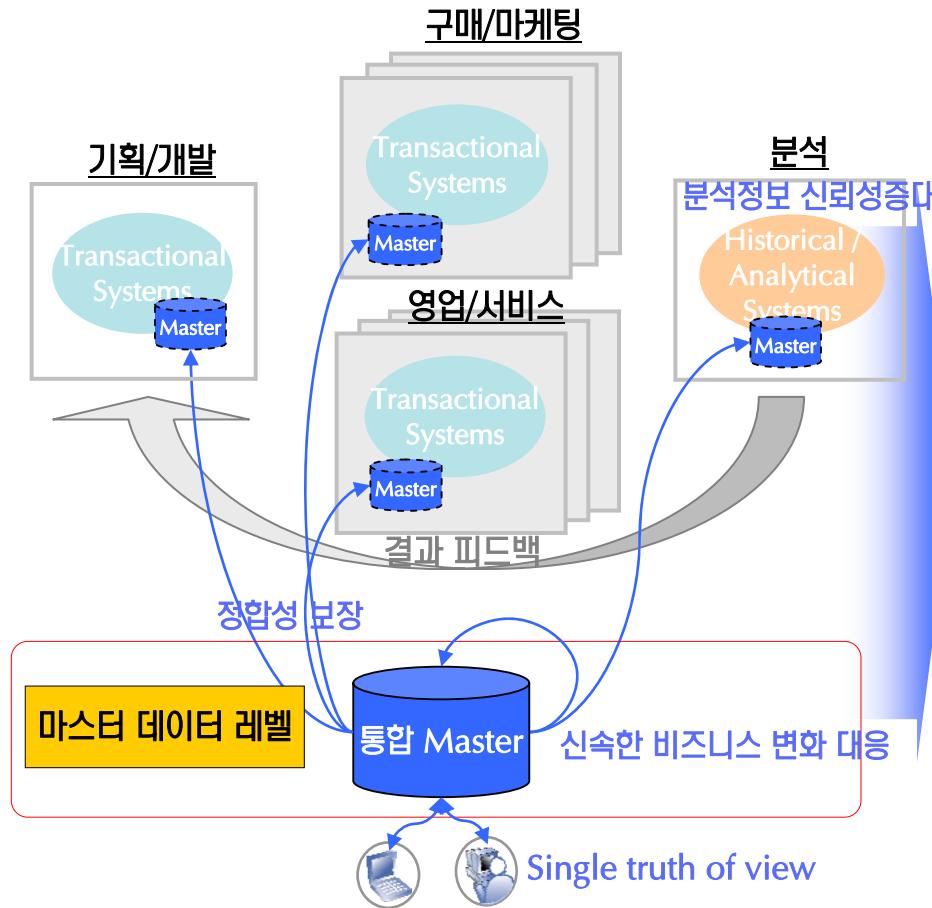 구매/마케팅
Transactional
Systems
Master
기획/개발
Transactional
Systems
Master
분석
분석정보 신뢰성증대
Historical /
Analytical
Systems
Master
영업/서비스
Transactional
Systems
Master
결과 피드백
정합성 보장
마스터 데이터 레벨
통합 Master
신속한 비즈니스 변화 대응
Single truth of view